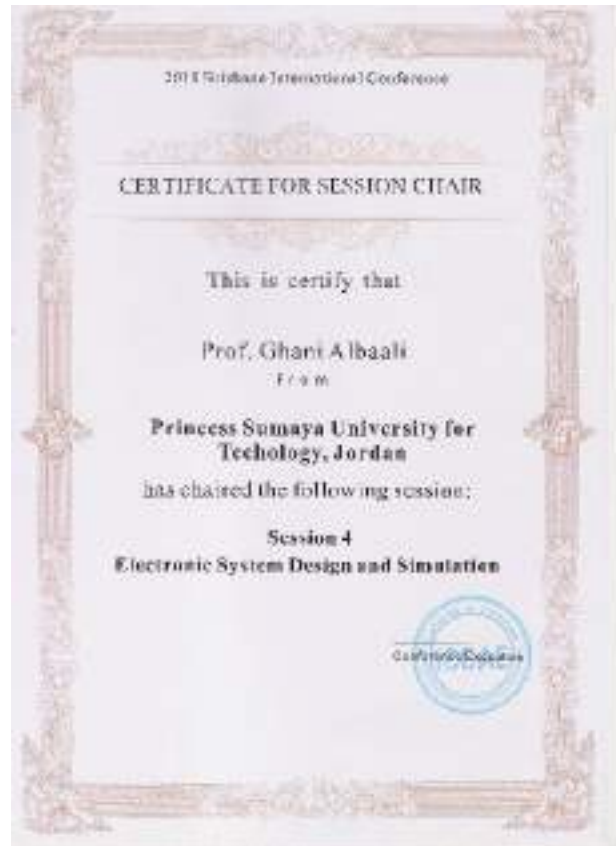 International Conference
CERTIFICATE FOR SESSION CHAIR
This is certify that
Prof. Ghani Albaali
From
Princess Sumaya University for
Techology, Jordan
has chaired the following session:
Session 4
Electronic System Design and Simulation
Conference